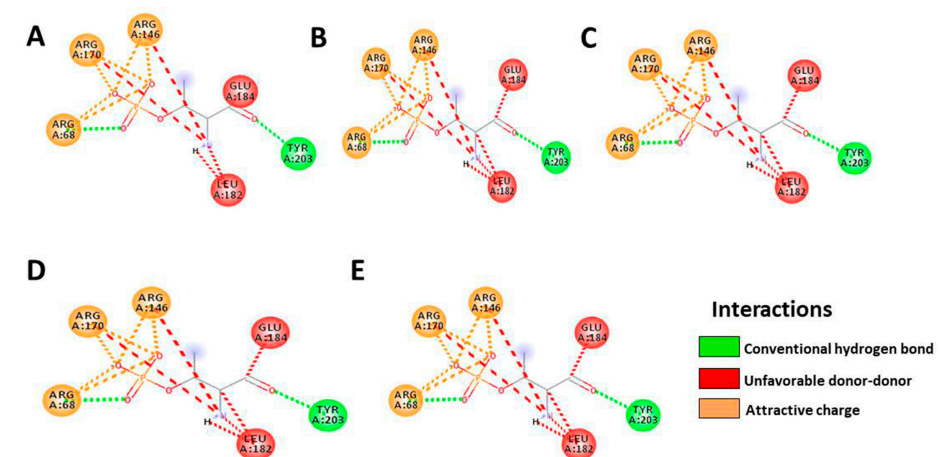 A
ARG
A:146
ARG
A:170
GLU
A:184
ARG
A:68
P
O
O
O
O
O
N
H
TYR
A:203
LEU
A:182
B
ARG
A:146
ARG
A:170
GLU
A:184
ARG
A:68
P
O
O
O
O
O
N
H
TYR
A:203
LEU
A:182
C
ARG
A:146
ARG
A:170
GLU
A:184
ARG
A:68
P
O
O
O
O
O
N
H
TYR
A:203
LEU
A:182
D
ARG
A:146
ARG
A:170
GLU
A:184
ARG
A:68
P
O
O
O
O
O
N
H
TYR
A:203
LEU
A:182
E
ARG
A:146
ARG
A:170
GLU
A:184
ARG
A:68
P
O
O
O
O
O
N
H
TYR
A:203
LEU
A:182
Interactions
Conventional hydrogen bond
Unfavorable donor-donor
Attractive charge